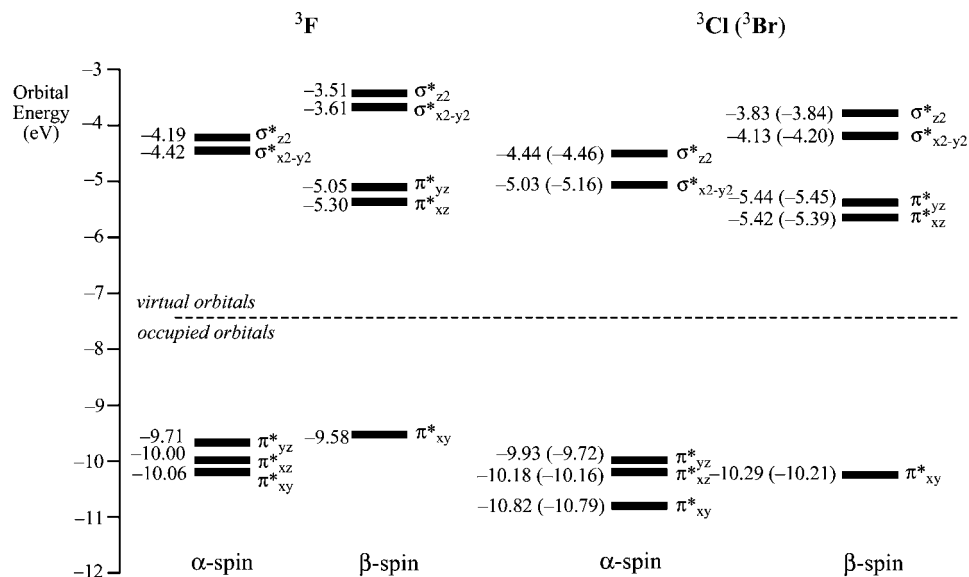 ³F
³Cl (³Br)
Orbital
Energy
(eV)
−3
−4
−5
−6
−7
−8
−9
−10
−11
−12
−4.19 σ*z2
−4.42 σ*x2-y2
−3.51 σ*z2
−3.61 σ*x2-y2
−5.05 π*yz
−5.30 π*xz
−4.44 (−4.46) σ*z2
−5.03 (−5.16) σ*x2-y2
−3.83 (−3.84) σ*z2
−4.13 (−4.20) σ*x2-y2
−5.44 (−5.45) π*yz
−5.42 (−5.39) π*xz
virtual orbitals
occupied orbitals
−9.71 π*yz
−10.00 π*xz
−10.06 π*xy
−9.58 π*xy
−9.93 (−9.72) π*yz
−10.18 (−10.16) π*xz
−10.82 (−10.79) π*xy
−10.29 (−10.21) π*xy
α-spin
β-spin
α-spin
β-spin